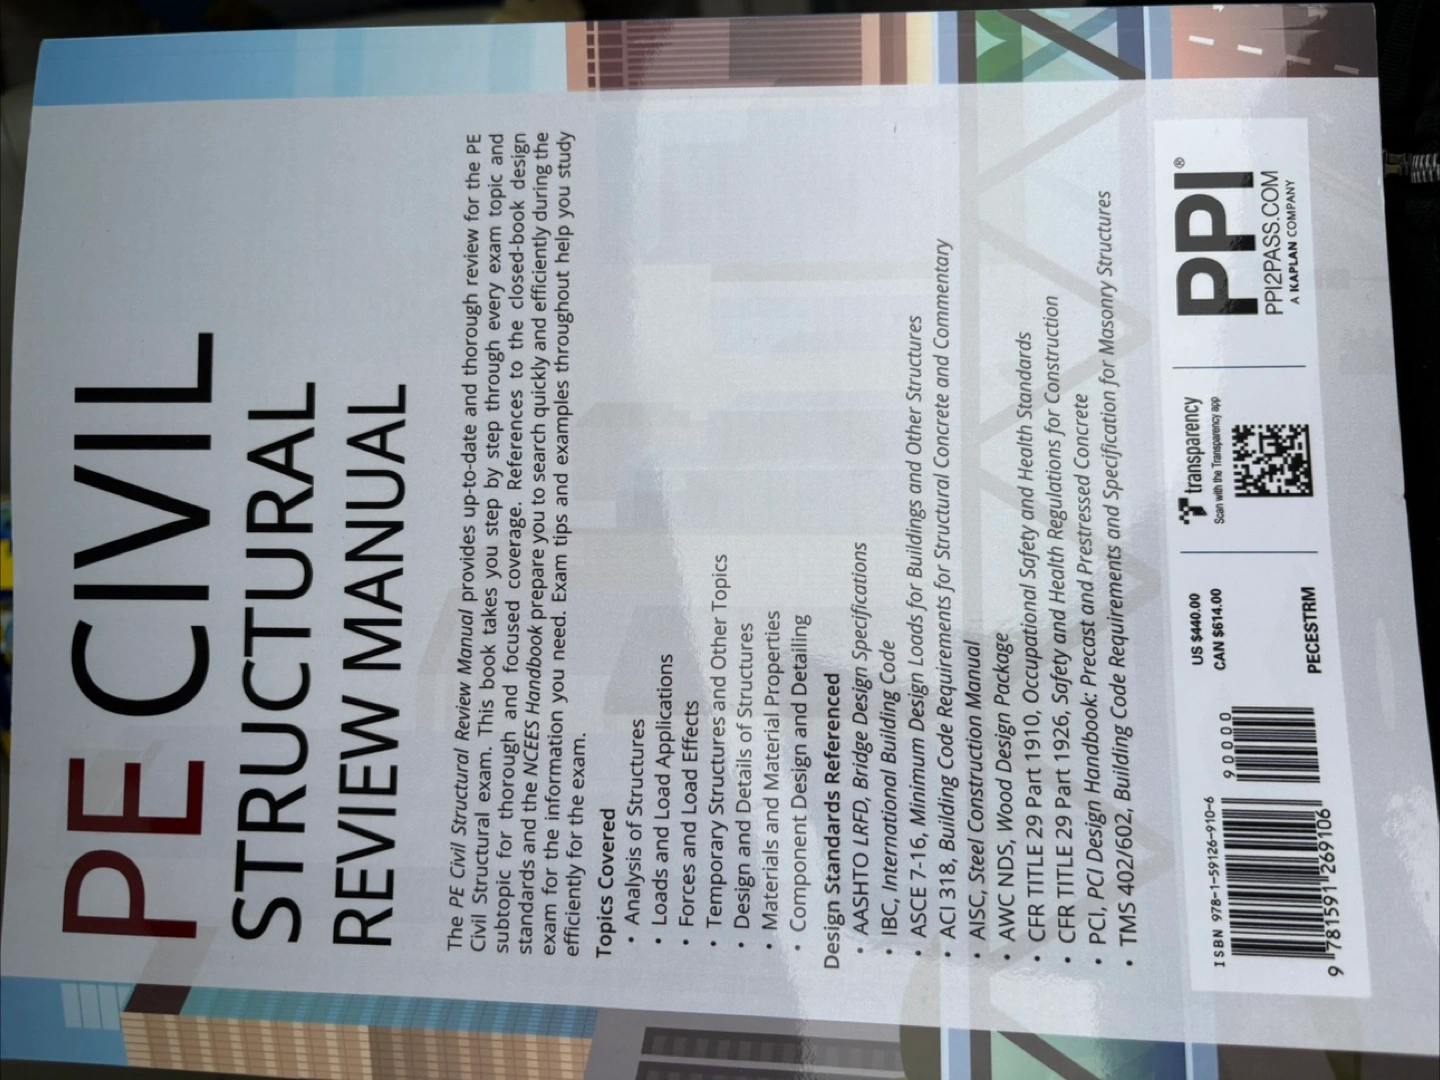 PE CIVIL
STRUCTURAL
REVIEW MANUAL
The PE Civil Structural Review Manual provides up-to-date and thorough review for the PE
Civil Structural exam. This book takes you step by step through every exam topic and
subtopic for thorough and focused coverage. References to the closed-book design
standards and the NCEES Handbook prepare you to search quickly and efficiently during the
exam for the information you need. Exam tips and examples throughout help you study
efficiently for the exam.
Topics Covered
• Analysis of Structures
• Loads and Load Applications
• Forces and Load Effects
• Temporary Structures and Other Topics
• Design and Details of Structures
• Materials and Material Properties
• Component Design and Detailing
Design Standards Referenced
• AASHTO LRFD, Bridge Design Specifications
• IBC, International Building Code
• ASCE 7-16, Minimum Design Loads for Buildings and Other Structures
• ACI 318, Building Code Requirements for Structural Concrete and Commentary
• AISC, Steel Construction Manual
• AWC NDS, Wood Design Package
• CFR TITLE 29 Part 1910, Occupational Safety and Health Standards
• CFR TITLE 29 Part 1926, Safety and Health Regulations for Construction
• PCI, PCI Design Handbook: Precast and Prestressed Concrete
• TMS 402/602, Building Code Requirements and Specification for Masonry Structures
ISBN 978-1-59126-910-6
90000
9 781591 269106
US $440.00
CAN $614.00
PECESTRM
transparency
Scan with the Transparency app
PPI®
PPI2PASS.COM
A KAPLAN COMPANY